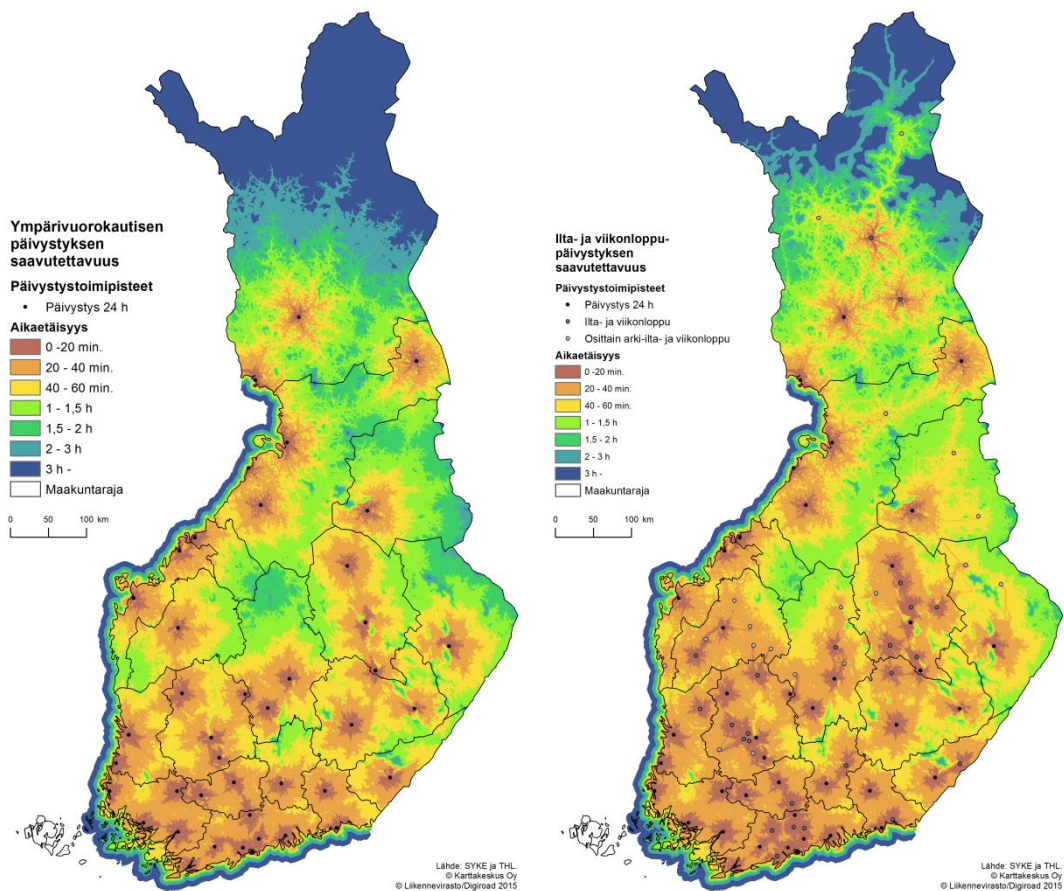 Ympärivuorokautisen
päivystyksen
saavutettavuus
Päivystystoimipisteet
Päivystys 24 h
Aikaetäisyys
0 -20 min.
20 - 40 min.
40 - 60 min.
1 - 1,5 h
1,5 - 2 h
2 - 3 h
3 h -
Maakuntaraja
0 50 100 km
Lähde: SYKE ja THL.
© Karttakeskus Oy
© Liikennevirasto/Digiroad 2015
Ilta- ja viikonloppu-
päivystyksen
saavutettavuus
Päivystystoimipisteet
Päivystys 24 h
Ilta- ja viikonloppu
Osittain arki-ilta- ja viikonloppu
Aikaetäisyys
0 -20 min.
20 - 40 min.
40 - 60 min.
1 - 1,5 h
1,5 - 2 h
2 - 3 h
3 h -
Maakuntaraja
0 50 100 km
Lähde: SYKE ja THL.
© Karttakeskus Oy
© Liikennevirasto/Digiroad 2015